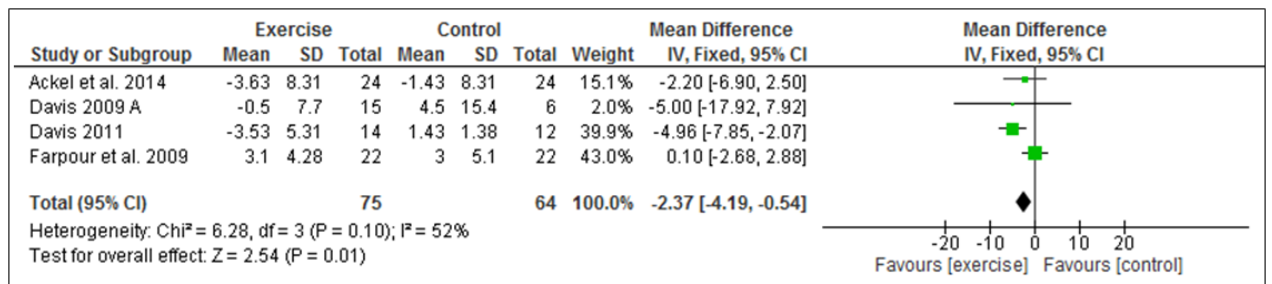 Exercise Control Mean Difference Mean Difference
Study or Subgroup Mean SD Total Mean SD Total Weight IV, Fixed, 95% CI IV, Fixed, 95% CI
Ackel et al. 2014 -3.63 8.31 24 -1.43 8.31 24 15.1% -2.20 [-6.90, 2.50]
Davis 2009 A -0.5 7.7 15 4.5 15.4 6 2.0% -5.00 [-17.92, 7.92]
Davis 2011 -3.53 5.31 14 1.43 1.38 12 39.9% -4.96 [-7.85, -2.07]
Farpour et al. 2009 3.1 4.28 22 3 5.1 22 43.0% 0.10 [-2.68, 2.88]
Total (95% CI) 75 64 100.0% -2.37 [-4.19, -0.54]
Heterogeneity: Chi² = 6.28, df = 3 (P = 0.10); I² = 52%
Test for overall effect: Z = 2.54 (P = 0.01)
-20 -10 0 10 20
Favours [exercise] Favours [control]